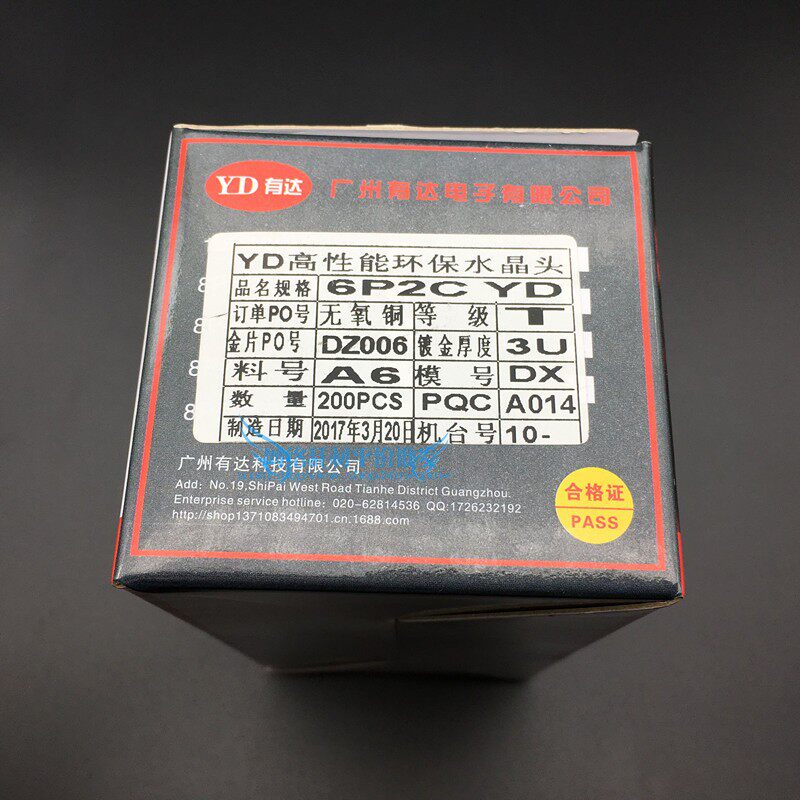 YD 有达 广州有达电子有限公司
YD高性能环保水晶头
品名规格 6P2C YD
订单PO号 无氧铜 等 级 T
金片PO号 DZ006 镀金厚度 3U
料号 A6 模号 DX
数量 200PCS PQC A014
制造日期 2017年3月20日 机台号 10-
广州有达科技有限公司
Add: No.19,ShiPai West Road Tianhe District Guangzhou.
Enterprise service hotline: 020-62814536 QQ:1726232192
http://shop1371083494701.cn.1688.com
合格证
PASS